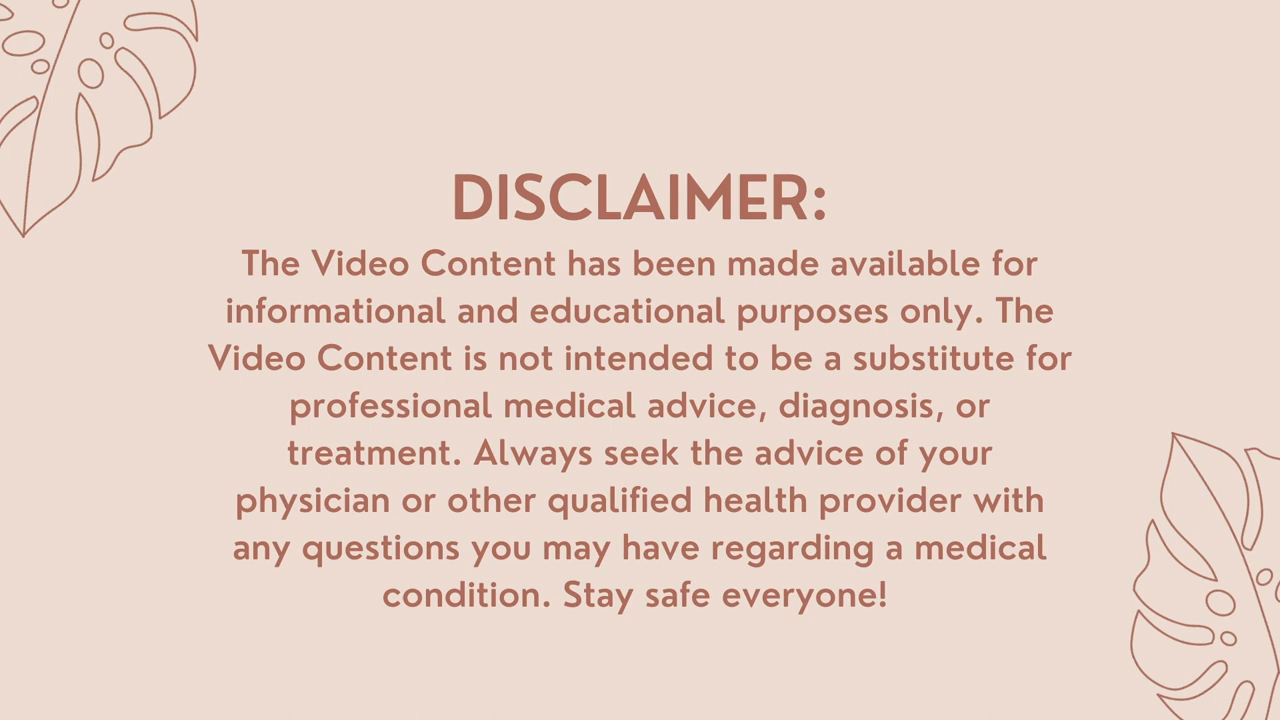 DISCLAIMER:
The Video Content has been made available for
informational and educational purposes only. The
Video Content is not intended to be a substitute for
professional medical advice, diagnosis, or
treatment. Always seek the advice of your
physician or other qualified health provider with
any questions you may have regarding a medical
condition. Stay safe everyone!